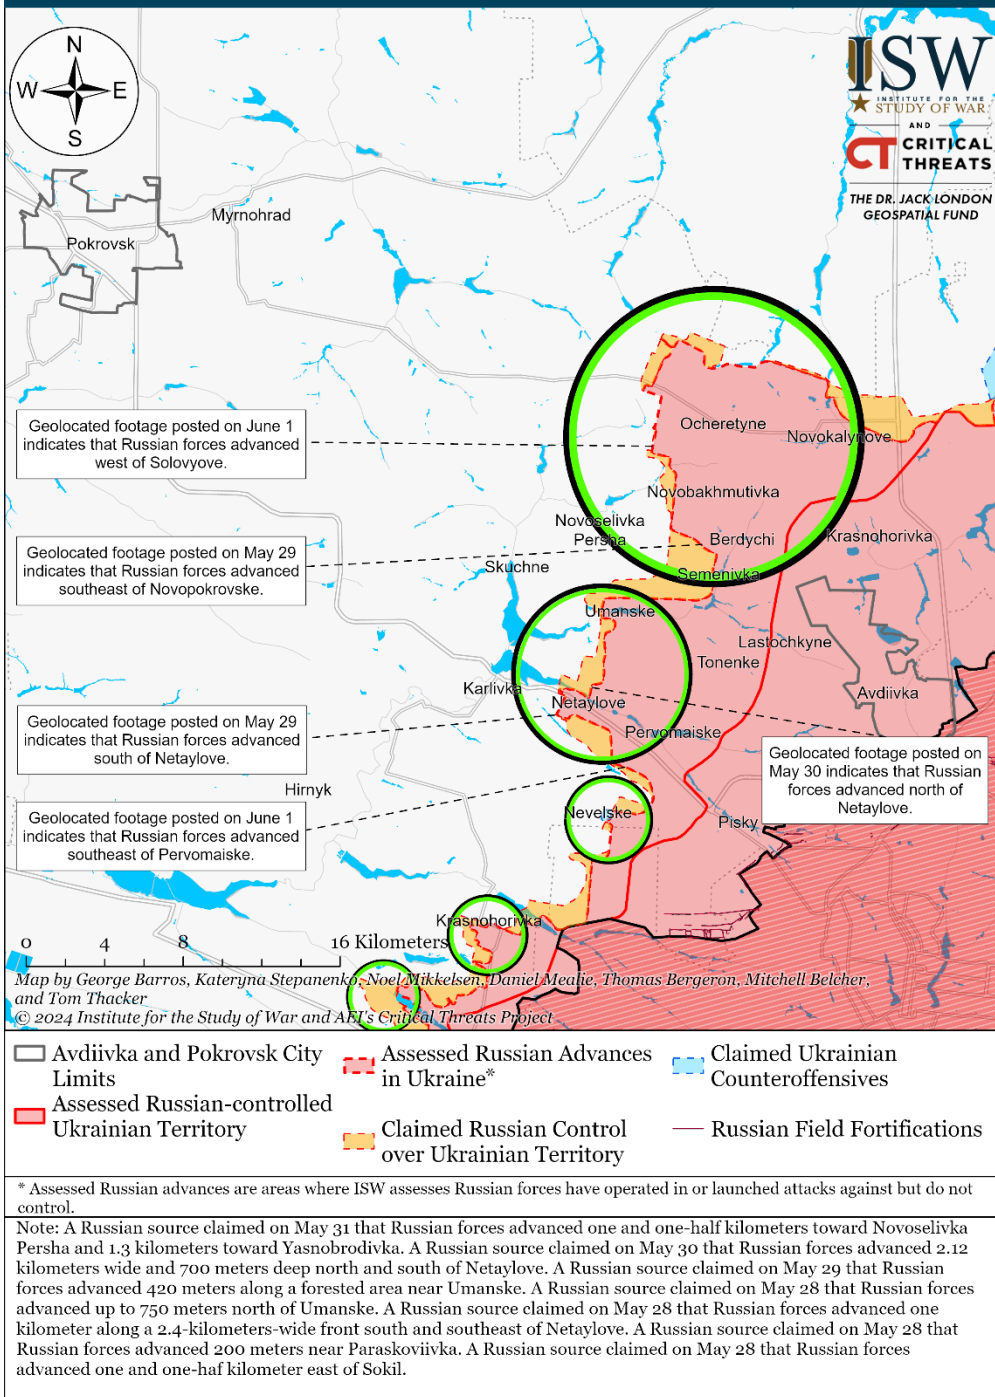 N
W E
S
ISW
INSTITUTE FOR THE
STUDY OF WAR
AND
CT CRITICAL
THREATS
THE DR. JACK LONDON
GEOSPATIAL FUND
Myrnohrad
Pokrovsk
Geolocated footage posted on June 1
indicates that Russian forces advanced
west of Solovyove.
Ocheretyne
Novokalynove
Novobakhmutivka
Novoselivka
Persha
Berdychi
Krasnohorivka
Geolocated footage posted on May 29
indicates that Russian forces advanced
southeast of Novopokrovske.
Skuchne
Semenivka
Umanske
Lastochkyne
Tonenke
Karlivka
Avdiivka
Netaylove
Geolocated footage posted on May 29
indicates that Russian forces advanced
south of Netaylove.
Pervomaiske
Geolocated footage posted on
May 30 indicates that Russian
forces advanced north of
Netaylove.
Hirnyk
Geolocated footage posted on June 1
indicates that Russian forces advanced
southeast of Pervomaiske.
Nevelske
Pisky
Krasnohorivka
0 4 8 16 Kilometers
Map by George Barros, Kateryna Stepanenko, Noel Mikkelsen, Daniel Mealie, Thomas Bergeron, Mitchell Belcher,
and Tom Thacker
© 2024 Institute for the Study of War and AEI's Critical Threats Project
Avdiivka and Pokrovsk City
Limits
Assessed Russian-controlled
Ukrainian Territory
Assessed Russian Advances
in Ukraine*
Claimed Russian Control
over Ukrainian Territory
Claimed Ukrainian
Counteroffensives
Russian Field Fortifications
* Assessed Russian advances are areas where ISW assesses Russian forces have operated in or launched attacks against but do not
control.
Note: A Russian source claimed on May 31 that Russian forces advanced one and one-half kilometers toward Novoselivka
Persha and 1.3 kilometers toward Yasnobrodivka. A Russian source claimed on May 30 that Russian forces advanced 2.12
kilometers wide and 700 meters deep north and south of Netaylove. A Russian source claimed on May 29 that Russian
forces advanced 420 meters along a forested area near Umanske. A Russian source claimed on May 28 that Russian forces
advanced up to 750 meters north of Umanske. A Russian source claimed on May 28 that Russian forces advanced one
kilometer along a 2.4-kilometers-wide front south and southeast of Netaylove. A Russian source claimed on May 28 that
Russian forces advanced 200 meters near Paraskoviivka. A Russian source claimed on May 28 that Russian forces
advanced one and one-haf kilometer east of Sokil.